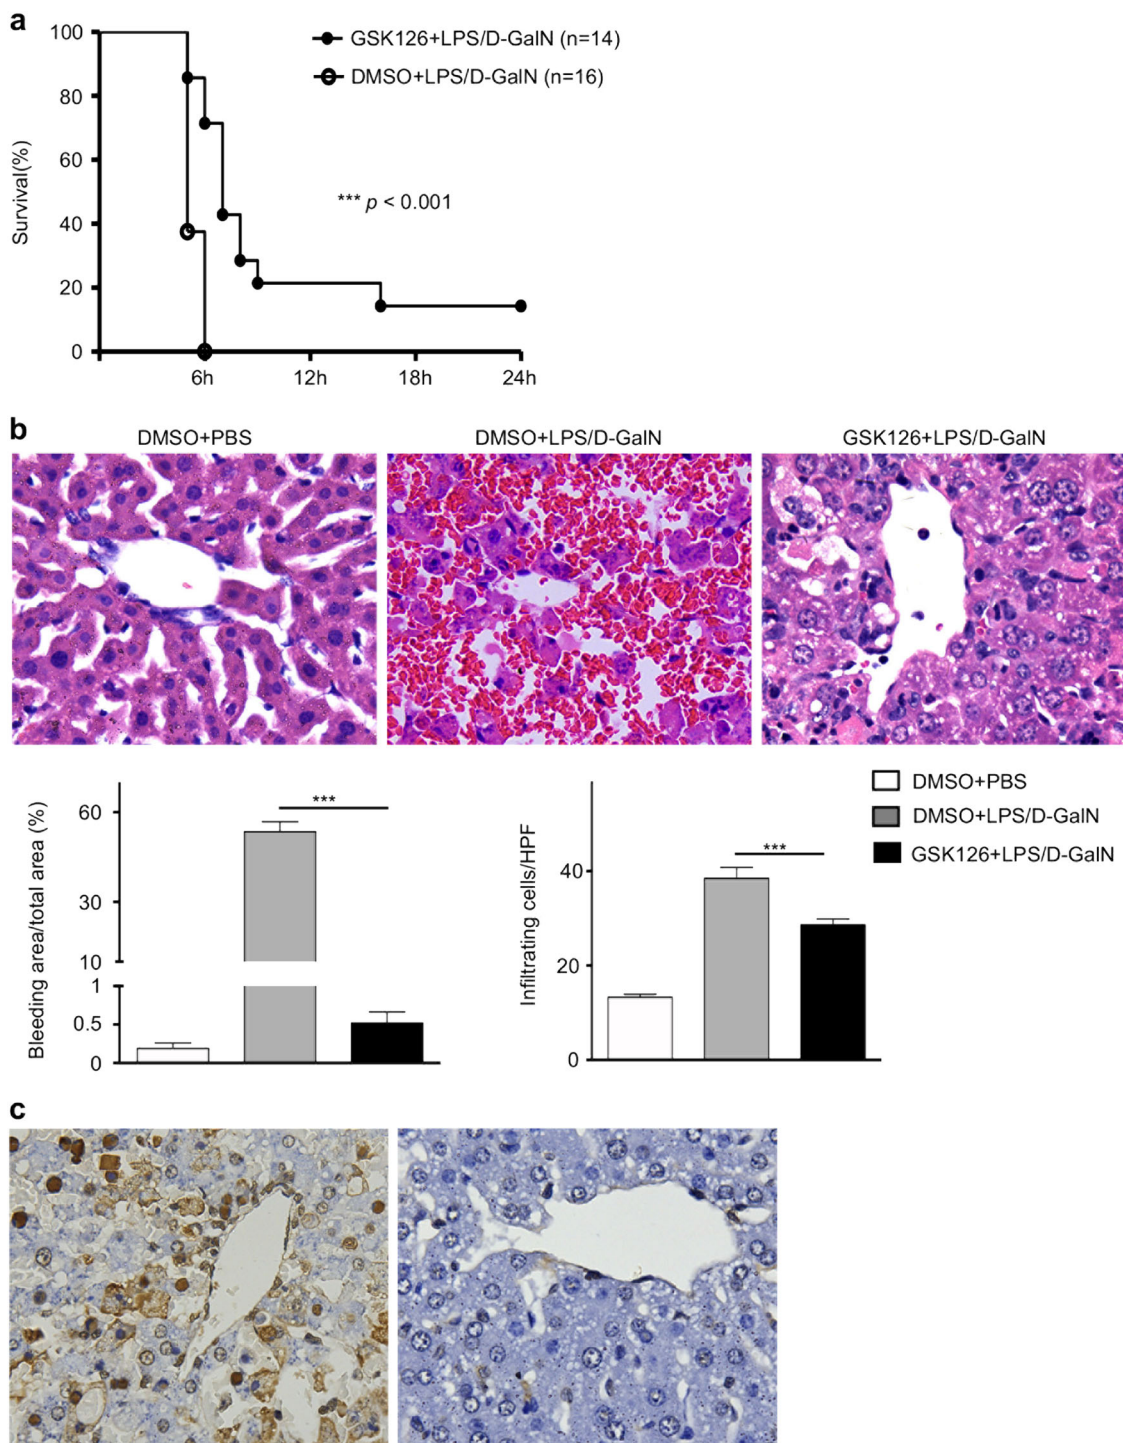 a
100
80
60
40
20
0
Survival(%)
GSK126+LPS/D-GalN (n=14)
DMSO+LPS/D-GalN (n=16)
*** p < 0.001
6h
12h
18h
24h
b
DMSO+PBS
DMSO+LPS/D-GalN
GSK126+LPS/D-GalN
Bleeding area/total area (%)
60
30
10
1
0.5
0
***
Infiltrating cells/HPF
40
20
0
***
DMSO+PBS
DMSO+LPS/D-GalN
GSK126+LPS/D-GalN
c